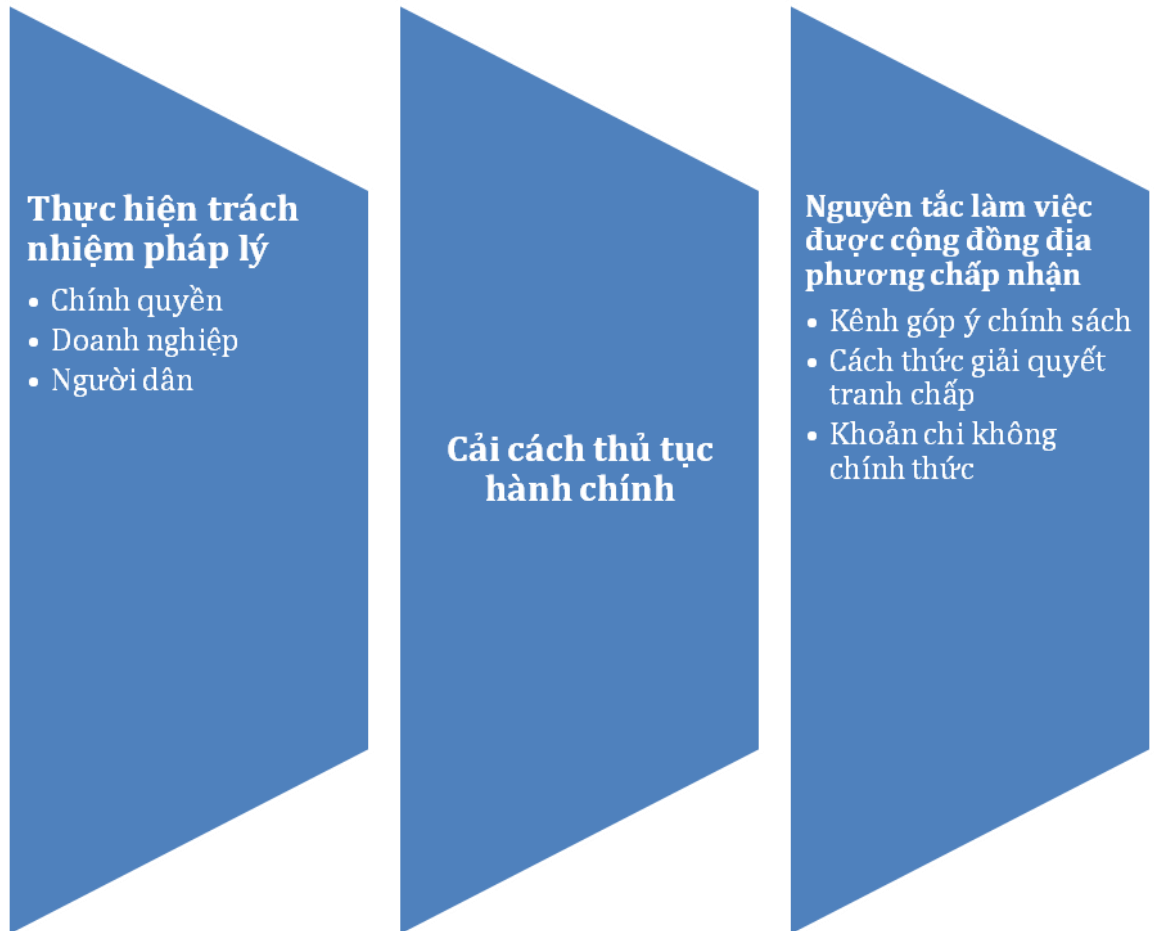 Thực hiện trách
nhiệm pháp lý
• Chính quyền
• Doanh nghiệp
• Người dân
Cải cách thủ tục
hành chính
Nguyên tắc làm việc
được cộng đồng địa
phương chấp nhận
• Kênh góp ý chính sách
• Cách thức giải quyết
tranh chấp
• Khoản chi không
chính thức